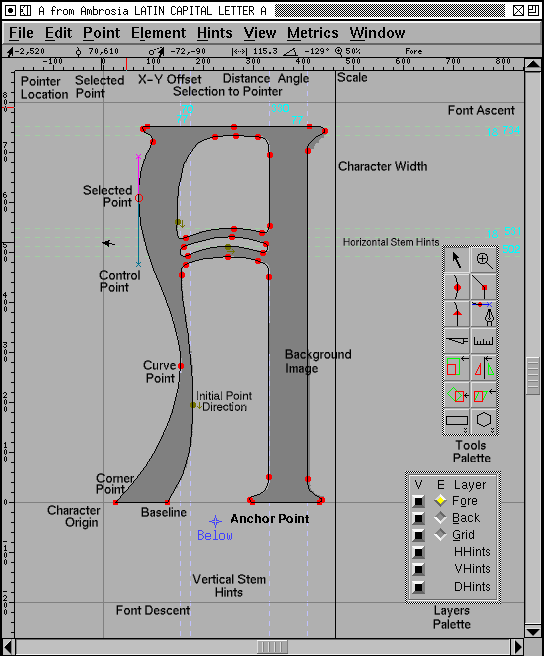 A from Ambrosia LATIN CAPITAL LETTER A
File Edit Point Element Hints View Metrics Window
-2,520 70,610 -72,-90 115.3 -129° 50% Fore
-100 0 100 200 300 400 500 600 700 800
Pointer Location
Selected Point
X-Y Offset
Distance Angle
Selection to Pointer
Scale
Font Ascent
Character Width
Selected Point
Horizontal Stem Hints
Control Point
Curve Point
Background Image
Initial Point Direction
Tools Palette
Corner Point
Character Origin
Baseline
Anchor Point
Below
V E Layer
Fore
Back
Grid
HHints
VHints
DHints
Vertical Stem Hints
Font Descent
Layers Palette